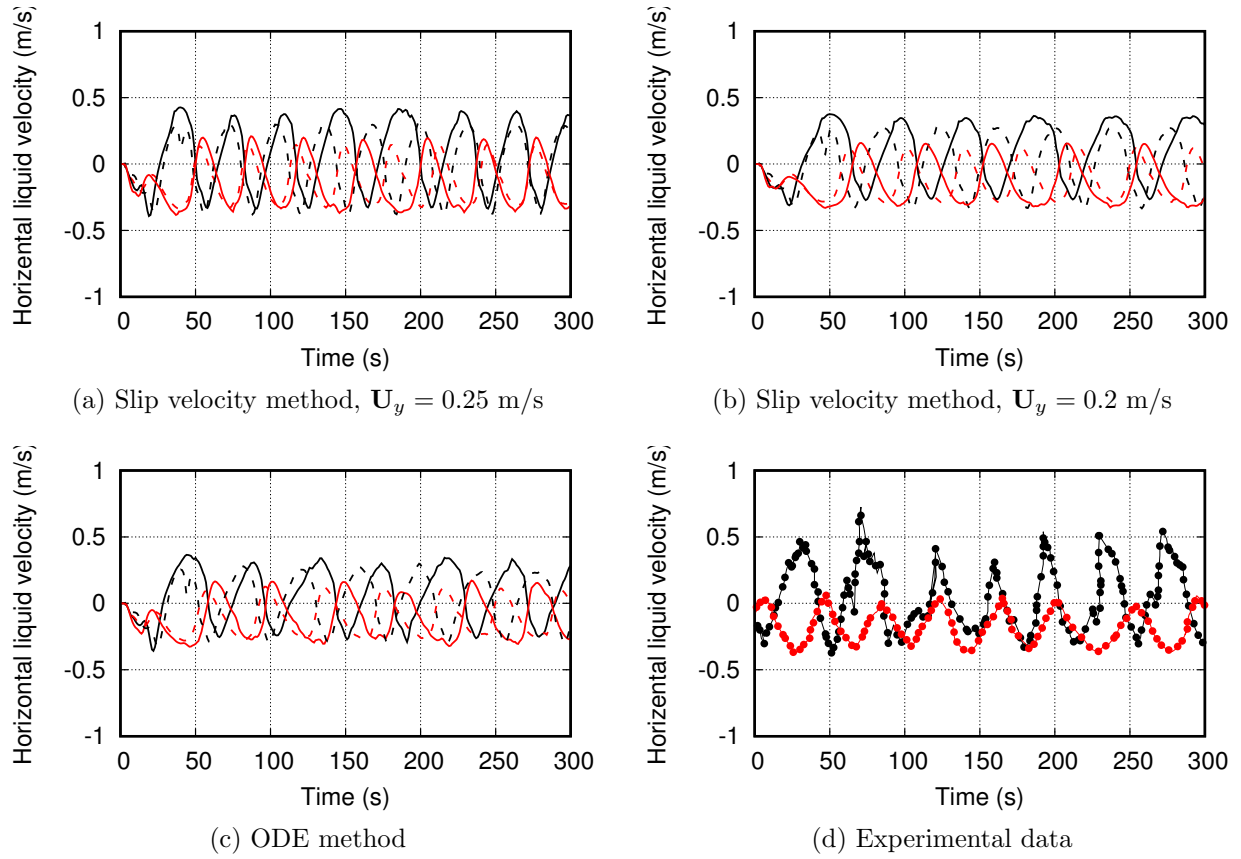 Horizental liquid velocity (m/s)
1
0.5
0
-0.5
-1
0 50 100 150 200 250 300
Time (s)
(a) Slip velocity method, U_y = 0.25 m/s
Horizental liquid velocity (m/s)
1
0.5
0
-0.5
-1
0 50 100 150 200 250 300
Time (s)
(b) Slip velocity method, U_y = 0.2 m/s
Horizontal liquid velocity (m/s)
1
0.5
0
-0.5
-1
0 50 100 150 200 250 300
Time (s)
(c) ODE method
Horizental liquid velocity (m/s)
1
0.5
0
-0.5
-1
0 50 100 150 200 250 300
Time (s)
(d) Experimental data